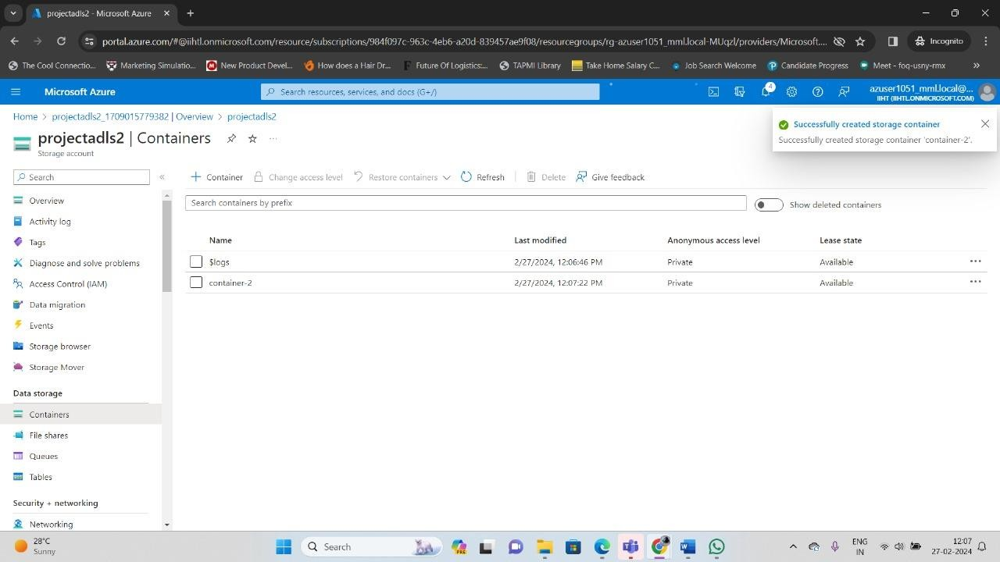 projectadls2 - Microsoft Azure
portal.azure.com/#@iihtl.onmicrosoft.com/resource/subscriptions/984f097c-963c-4eb6-a20d-839457ae9f08/resourcegroups/rg-azuser1051_mml.local-MUqzl/providers/Microsoft....
Incognito
The Cool Connectio... Marketing Simulatio... New Product Devel... How does a Hair Dr... Future Of Logistics:... TAPMI Library Take Home Salary C... Job Search Welcome Candidate Progress Meet - foq-usny-rmx
Microsoft Azure
Search resources, services, and docs (G+/)
4
azuser1051_mml.local@...
IIHT (IIHTL.ONMICROSOFT.COM)
Home > projectadls2_1709015779382 | Overview > projectadls2
projectadls2 | Containers
Storage account
Successfully created storage container
Successfully created storage container 'container-2'.
Search
Container Change access level Restore containers Refresh Delete Give feedback
Search containers by prefix
Show deleted containers
Overview
Activity log
Tags
Diagnose and solve problems
Access Control (IAM)
Data migration
Events
Storage browser
Storage Mover
Data storage
Containers
File shares
Queues
Tables
Security + networking
Networking
Name Last modified Anonymous access level Lease state
$logs 2/27/2024, 12:06:46 PM Private Available
container-2 2/27/2024, 12:07:22 PM Private Available
28°C
Sunny
Search
ENG
IN
12:07
27-02-2024